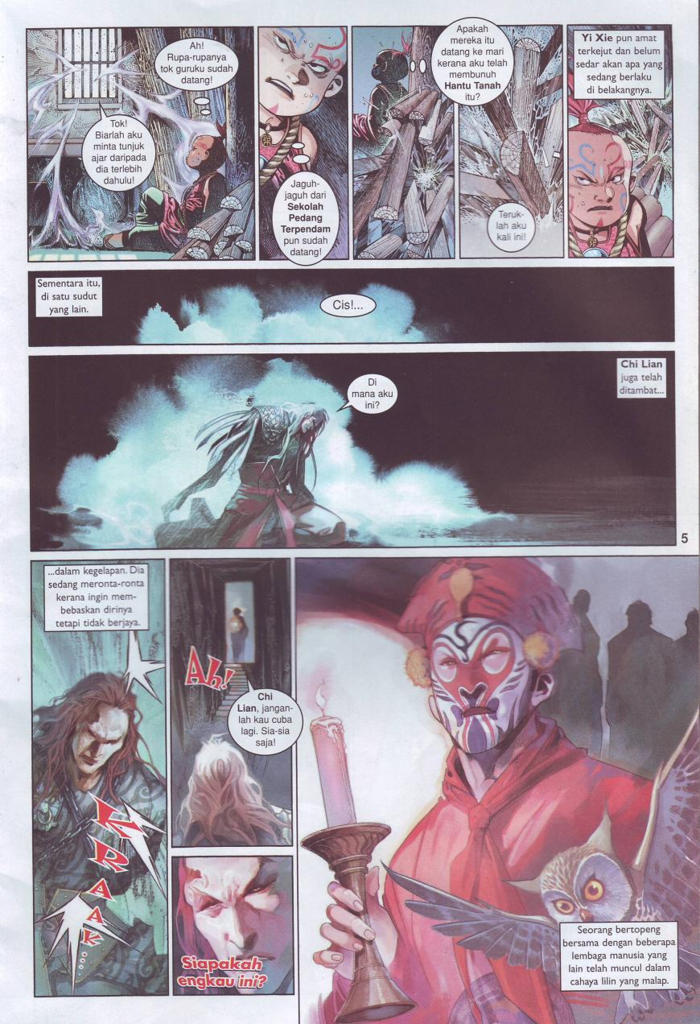 Ah!
Rupa-rupanya
tok guruku sudah
datang!
Tok!
Biarlah aku
minta tunjuk
ajar daripada
dia terlebih
dahulu!
Jaguh-
jaguh dari
Sekolah
Pedang
Terpendam
pun sudah
datang!
Apakah
mereka itu
datang ke mari
kerana aku telah
membunuh
Hantu Tanah
itu?
Teruk-
lah aku
kali ini!
Yi Xie pun amat
terkejut dan belum
sedar akan apa yang
sedang berlaku
di belakangnya.
Sementara itu,
di satu sudut
yang lain.
Cis!...
Di
mana aku
ini?
Chi Lian
juga telah
ditambat...
5
...dalam kegelapan. Dia
sedang meronta-ronta
kerana ingin mem-
bebaskan dirinya
tetapi tidak berjaya.
KRAAK...
Ah!
Chi
Lian, jangan-
lah kau cuba
lagi. Sia-sia
saja!
Siapakah
engkau ini?
Seorang bertopeng
bersama dengan beberapa
lembaga manusia yang
lain telah muncul dalam
cahaya lilin yang malap.